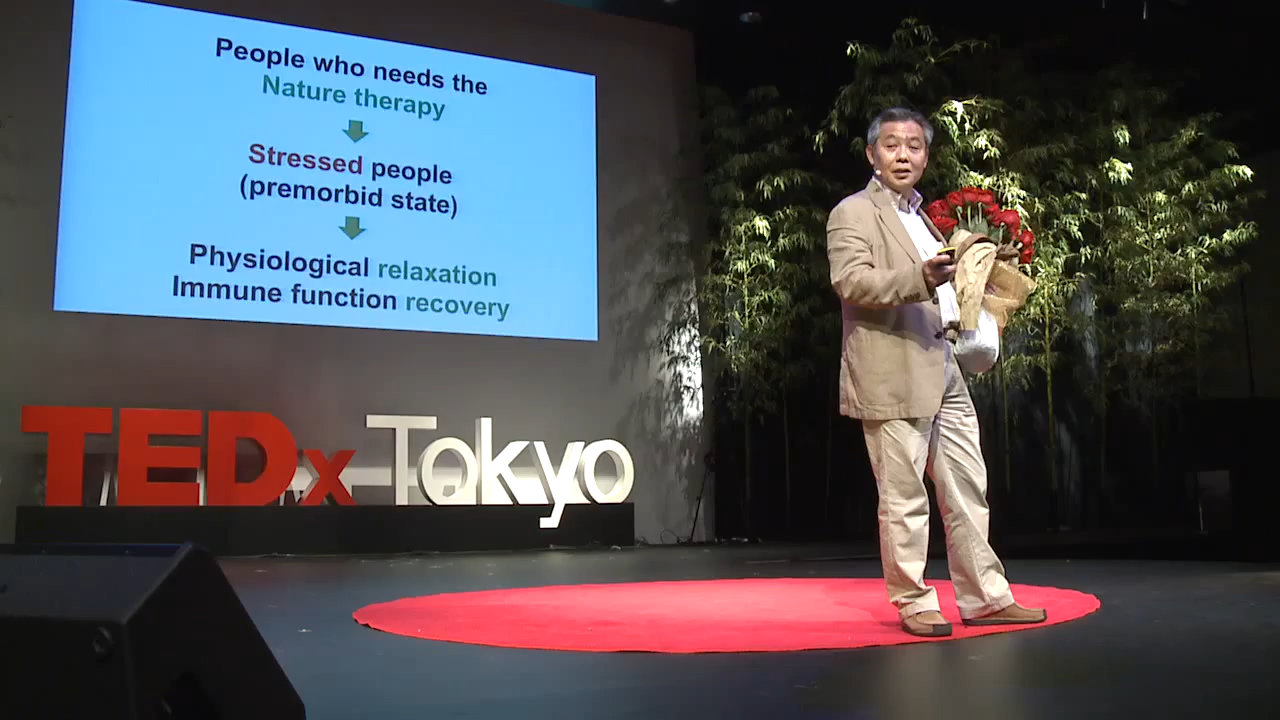 People who needs the
Nature therapy
Stressed people
(premorbid state)
Physiological relaxation
Immune function recovery
TEDx Tokyo